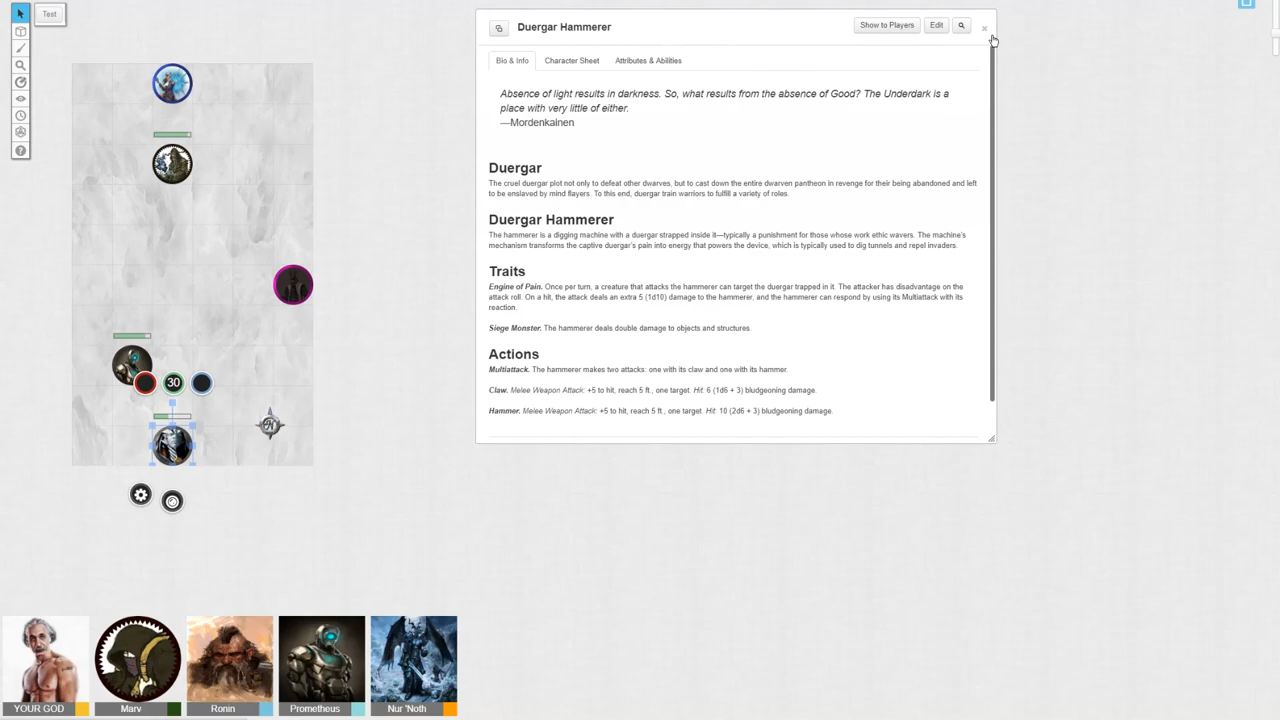 Test
Duergar Hammerer
Show to Players
Edit
Bio & Info
Character Sheet
Attributes & Abilities
Absence of light results in darkness. So, what results from the absence of Good? The Underdark is a
place with very little of either.
—Mordenkainen
Duergar
The cruel duergar plot not only to defeat other dwarves, but to cast down the entire dwarven pantheon in revenge for their being abandoned and left
to be enslaved by mind flayers. To this end, duergar train warriors to fulfill a variety of roles.
Duergar Hammerer
The hammerer is a digging machine with a duergar strapped inside it—typically a punishment for those whose work ethic wavers. The machine's
mechanism transforms the captive duergar's pain into energy that powers the device, which is typically used to dig tunnels and repel invaders.
Traits
Engine of Pain. Once per turn, a creature that attacks the hammerer can target the duergar trapped in it. The attacker has disadvantage on the
attack roll. On a hit, the attack deals an extra 5 (1d10) damage to the hammerer, and the hammerer can respond by using its Multiattack with its
reaction.
Siege Monster. The hammerer deals double damage to objects and structures.
Actions
Multiattack. The hammerer makes two attacks: one with its claw and one with its hammer.
Claw. Melee Weapon Attack: +5 to hit, reach 5 ft., one target. Hit: 6 (1d6 + 3) bludgeoning damage.
Hammer. Melee Weapon Attack: +5 to hit, reach 5 ft., one target. Hit: 10 (2d6 + 3) bludgeoning damage.
30
N
YOUR GOD
Marv
Ronin
Prometheus
Nur 'Noth